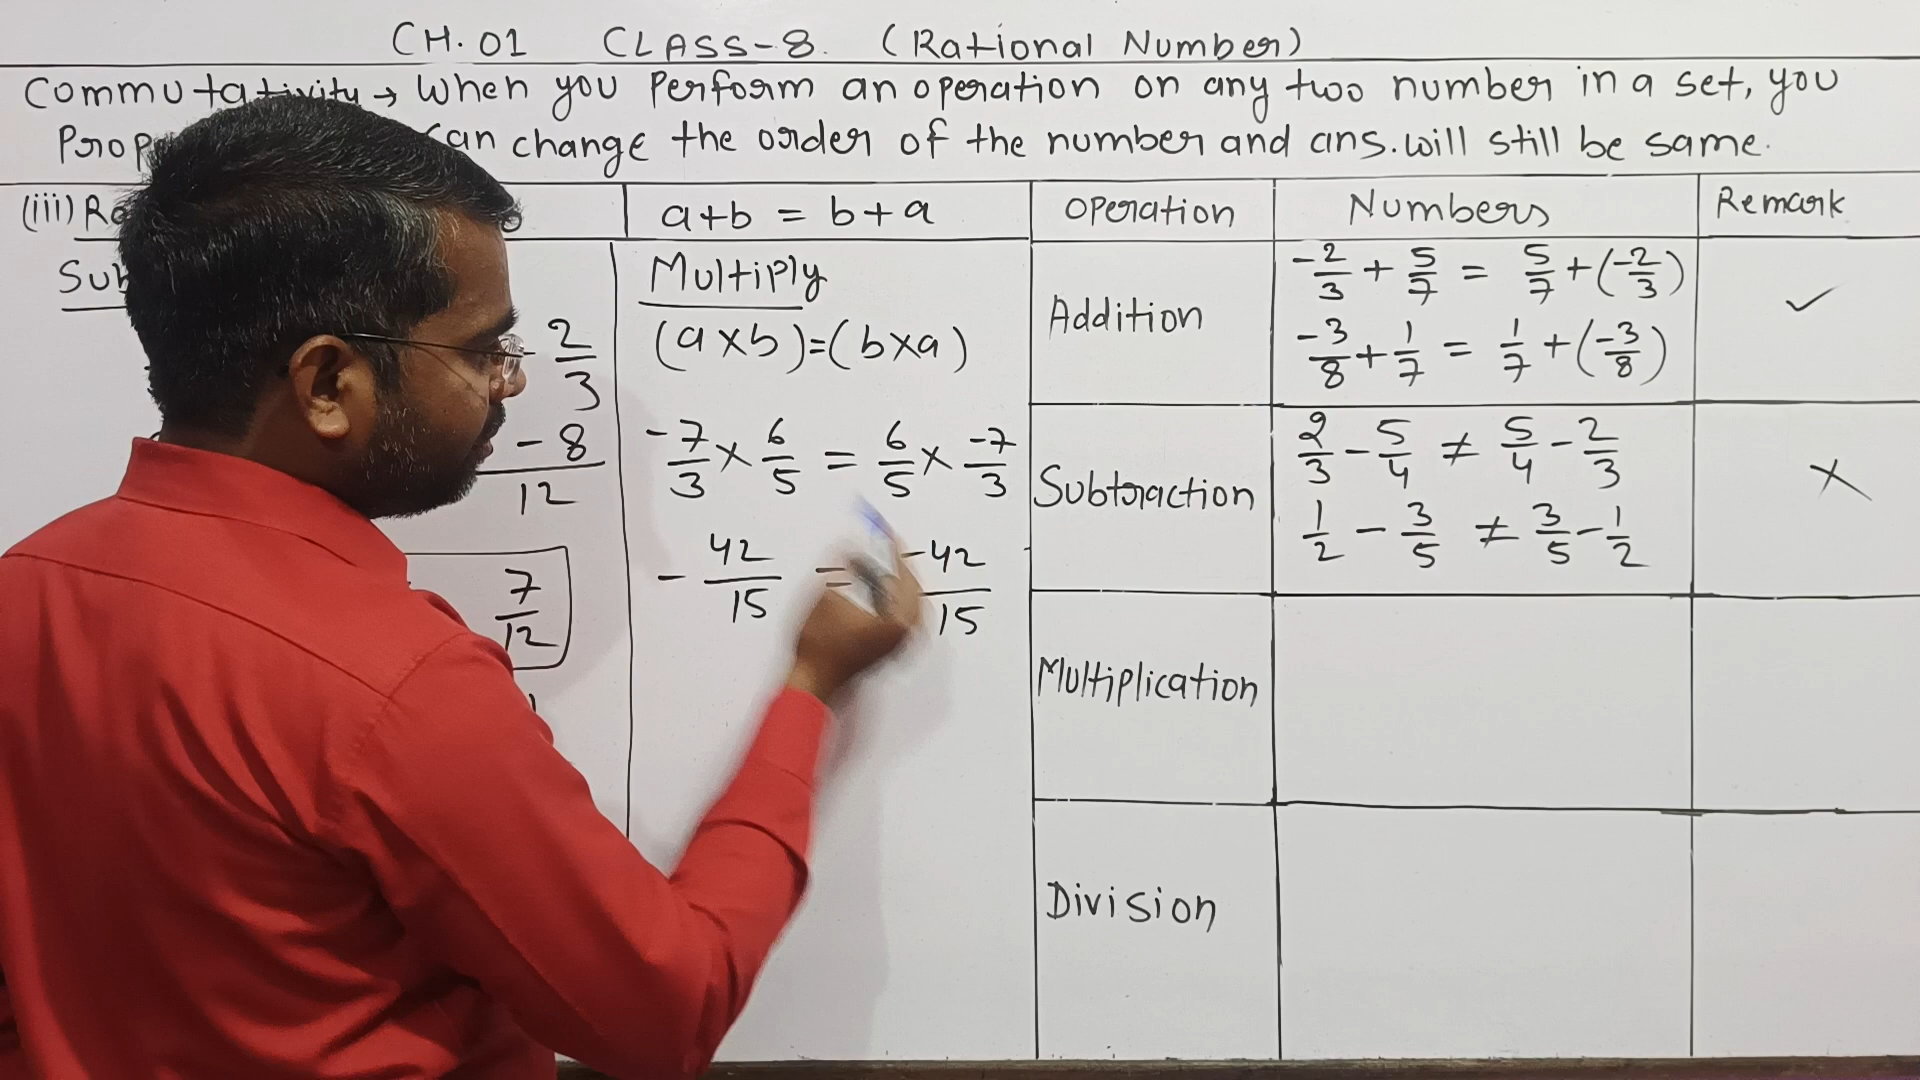 CH.01 CLASS-8. (Rational Number)
Commutativity → When you Perform an operation on any two number in a set, you
can change the order of the number and ans. will still be same.
(iii) a+b = b+a Operation Numbers Remark
Multiply
(a×b)=(b×a)
-7/3 × 6/5 = 6/5 × -7/3
- 42/15 = -42/15
- 2/3
- 8
12
7/12
Addition -2/3 + 5/7 = 5/7 + (-2/3) ✓
-3/8 + 1/7 = 1/7 + (-3/8)
Subtraction 2/3 - 5/4 ≠ 5/4 - 2/3 ×
1/2 - 3/5 ≠ 3/5 - 1/2
Multiplication
Division